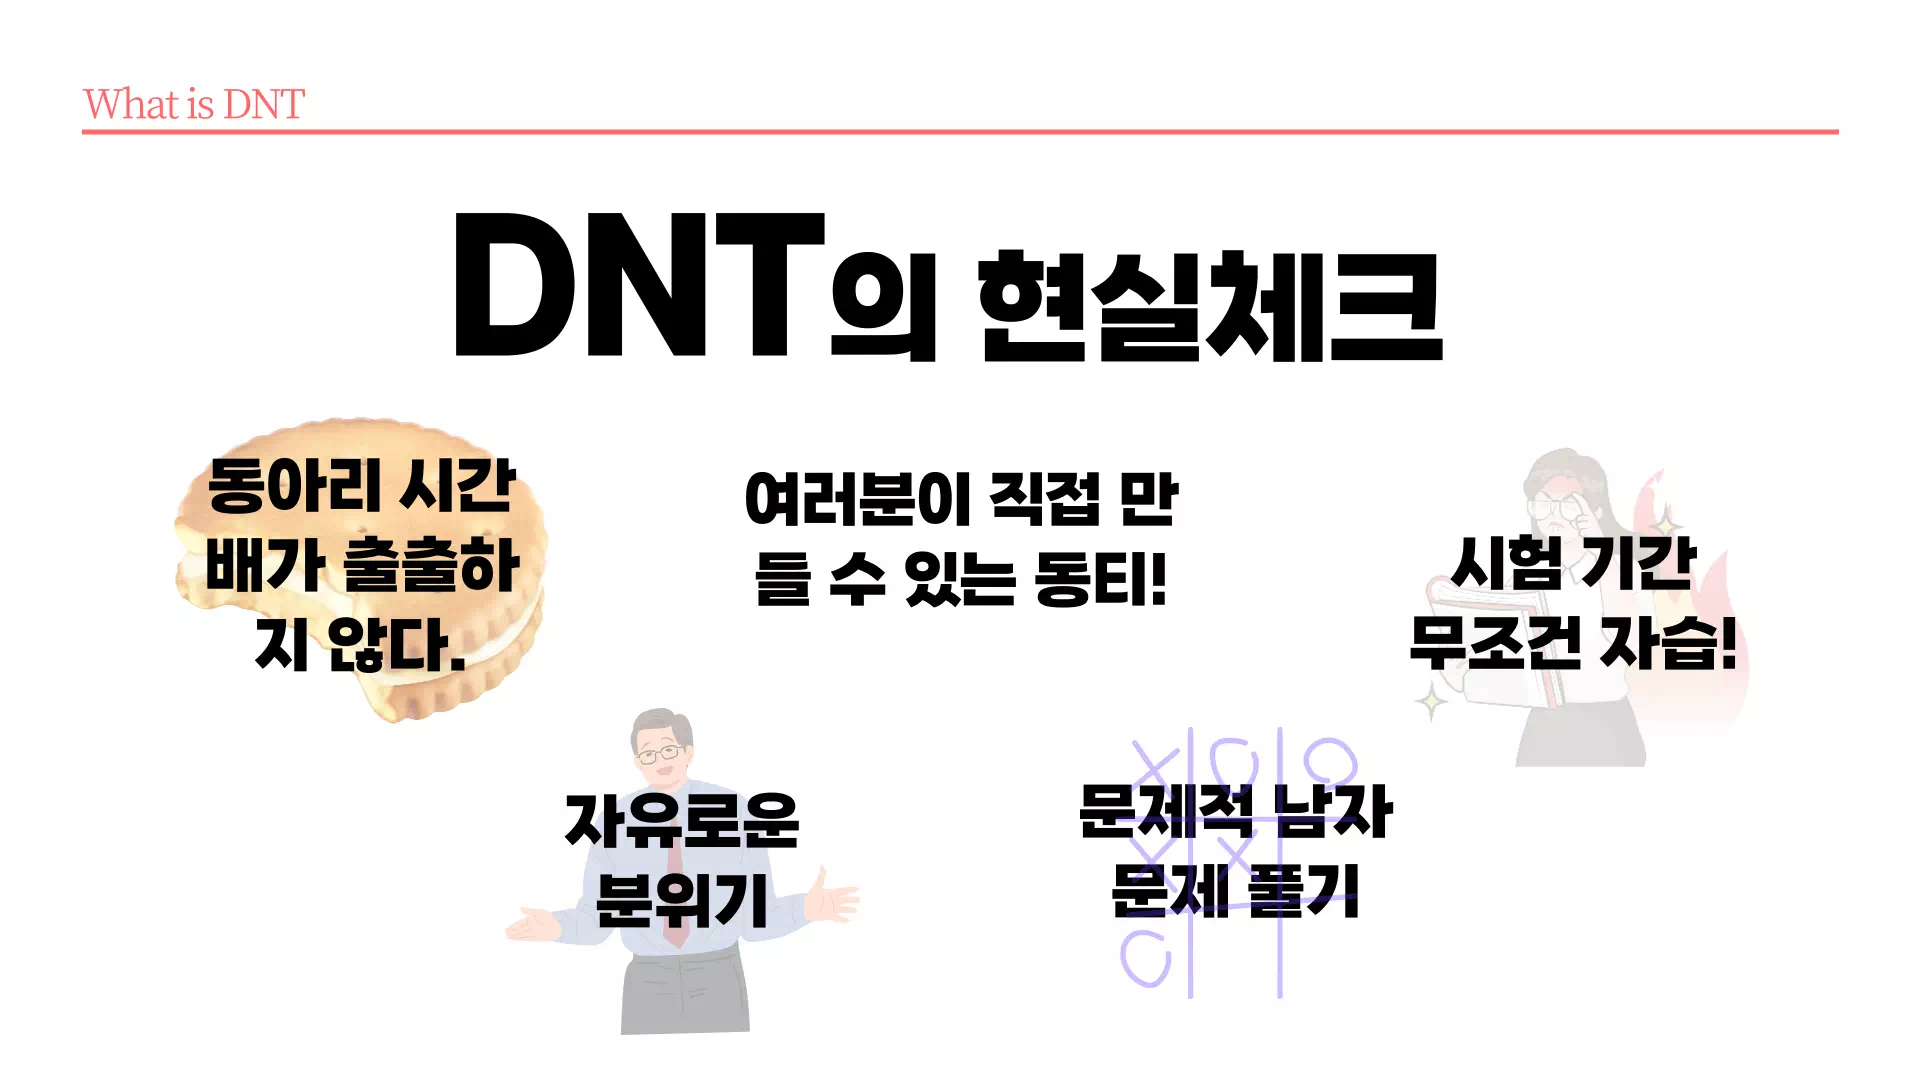 What is DNT
DNT의 현실체크
동아리 시간
배가 출출하
지 않다.
여러분이 직접 만
들 수 있는 동티!
시험 기간
무조건 자습!
자유로운
분위기
문제적 남자
문제 풀기